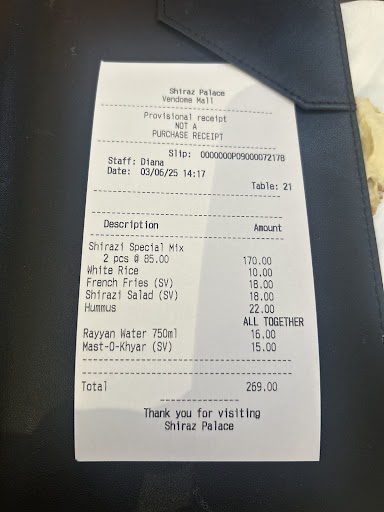 Shiraz Palace
Vendome Mall
Provisional receipt
NOT A
PURCHASE RECEIPT
Slip: 0000000P09000072178
Staff: Diana
Date: 03/06/25 14:17
Table: 21
Description Amount
Shirazi Special Mix
2 pcs @ 85.00 170.00
White Rice 10.00
French Fries (SV) 18.00
Shirazi Salad (SV) 18.00
Hummus 22.00
ALL TOGETHER
Rayyan Water 750ml 16.00
Mast-O-Khyar (SV) 15.00
Total 269.00
Thank you for visiting
Shiraz Palace